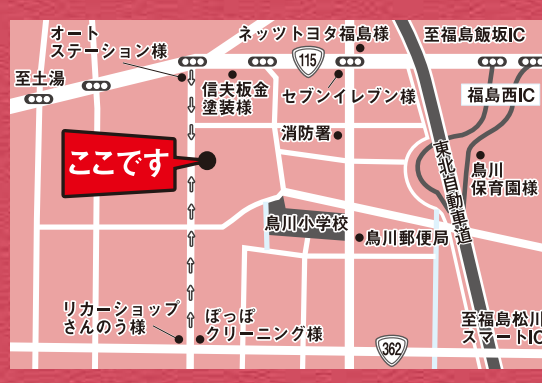 オート
ステーション様
ネッツトヨタ福島様
至福島飯坂IC
115
至土湯
信夫板金
塗装様
セブンイレブン様
福島西IC
消防署
ここです
東北自動車道
鳥川
保育園様
鳥川小学校
鳥川郵便局
リカーショップ
さんのう様
ぽっぽ
クリーニング様
至福島松川
スマートIC
362